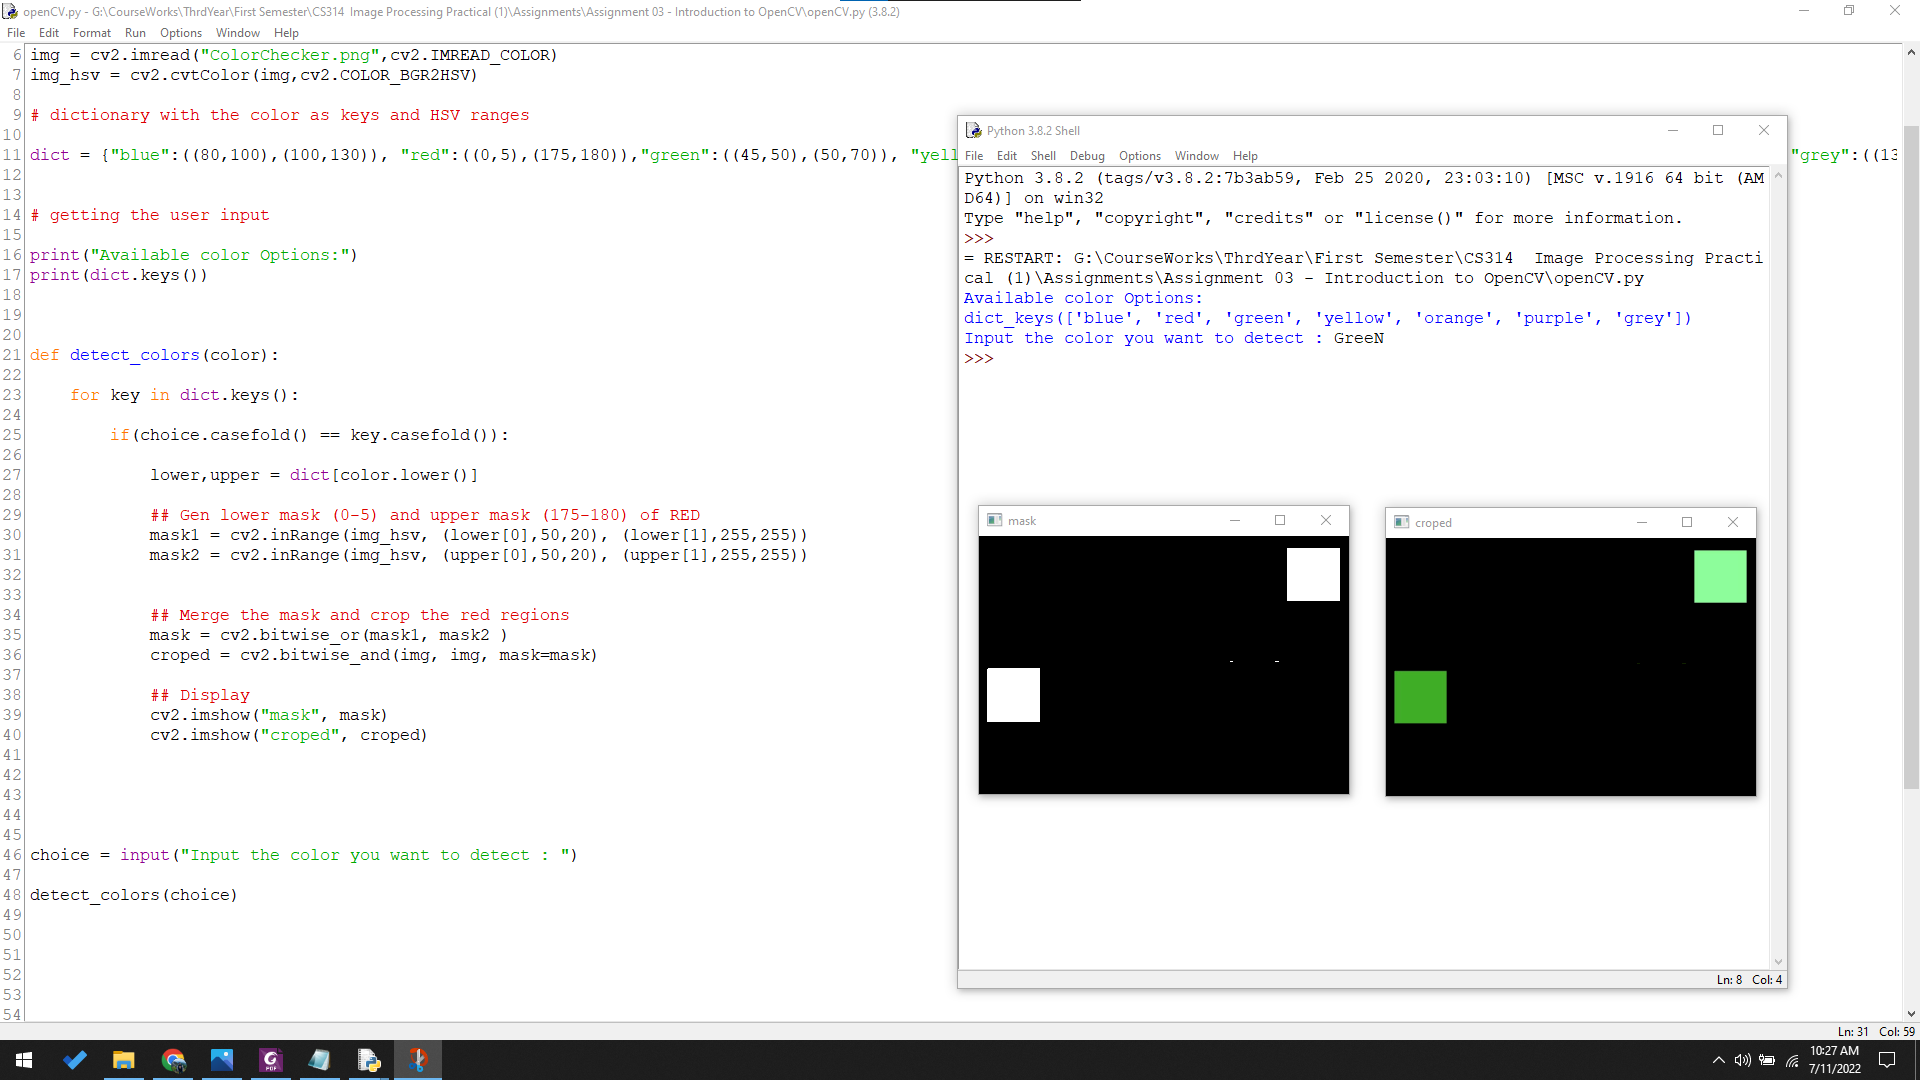 openCV.py - G:\CourseWorks\ThrdYear\First Semester\CS314  Image Processing Practical (1)\Assignments\Assignment 03 - Introduction to OpenCV\openCV.py (3.8.2)
File Edit Format Run Options Window Help
6 img = cv2.imread("ColorChecker.png",cv2.IMREAD_COLOR)
7 img_hsv = cv2.cvtColor(img,cv2.COLOR_BGR2HSV)
8
9 # dictionary with the color as keys and HSV ranges
10
11 dict = {"blue":((80,100),(100,130)), "red":((0,5),(175,180)),"green":((45,50),(50,70)), "yell "grey":((13
12
13
14 # getting the user input
15
16 print("Available color Options:")
17 print(dict.keys())
18
19
20
21 def detect_colors(color):
22
23     for key in dict.keys():
24
25         if(choice.casefold() == key.casefold()):
26
27             lower,upper = dict[color.lower()]
28
29             ## Gen lower mask (0-5) and upper mask (175-180) of RED
30             mask1 = cv2.inRange(img_hsv, (lower[0],50,20), (lower[1],255,255))
31             mask2 = cv2.inRange(img_hsv, (upper[0],50,20), (upper[1],255,255))
32
33
34             ## Merge the mask and crop the red regions
35             mask = cv2.bitwise_or(mask1, mask2 )
36             croped = cv2.bitwise_and(img, img, mask=mask)
37
38             ## Display
39             cv2.imshow("mask", mask)
40             cv2.imshow("croped", croped)
41
42
43
44
45
46 choice = input("Input the color you want to detect : ")
47
48 detect_colors(choice)
49
50
51
52
53
54
Ln: 31 Col: 59
Python 3.8.2 Shell
File Edit Shell Debug Options Window Help
Python 3.8.2 (tags/v3.8.2:7b3ab59, Feb 25 2020, 23:03:10) [MSC v.1916 64 bit (AM
D64)] on win32
Type "help", "copyright", "credits" or "license()" for more information.
>>>
= RESTART: G:\CourseWorks\ThrdYear\First Semester\CS314  Image Processing Practi
cal (1)\Assignments\Assignment 03 - Introduction to OpenCV\openCV.py
Available color Options:
dict_keys(['blue', 'red', 'green', 'yellow', 'orange', 'purple', 'grey'])
Input the color you want to detect : GreeN
>>>
mask
croped
Ln: 8 Col: 4
10:27 AM
7/11/2022